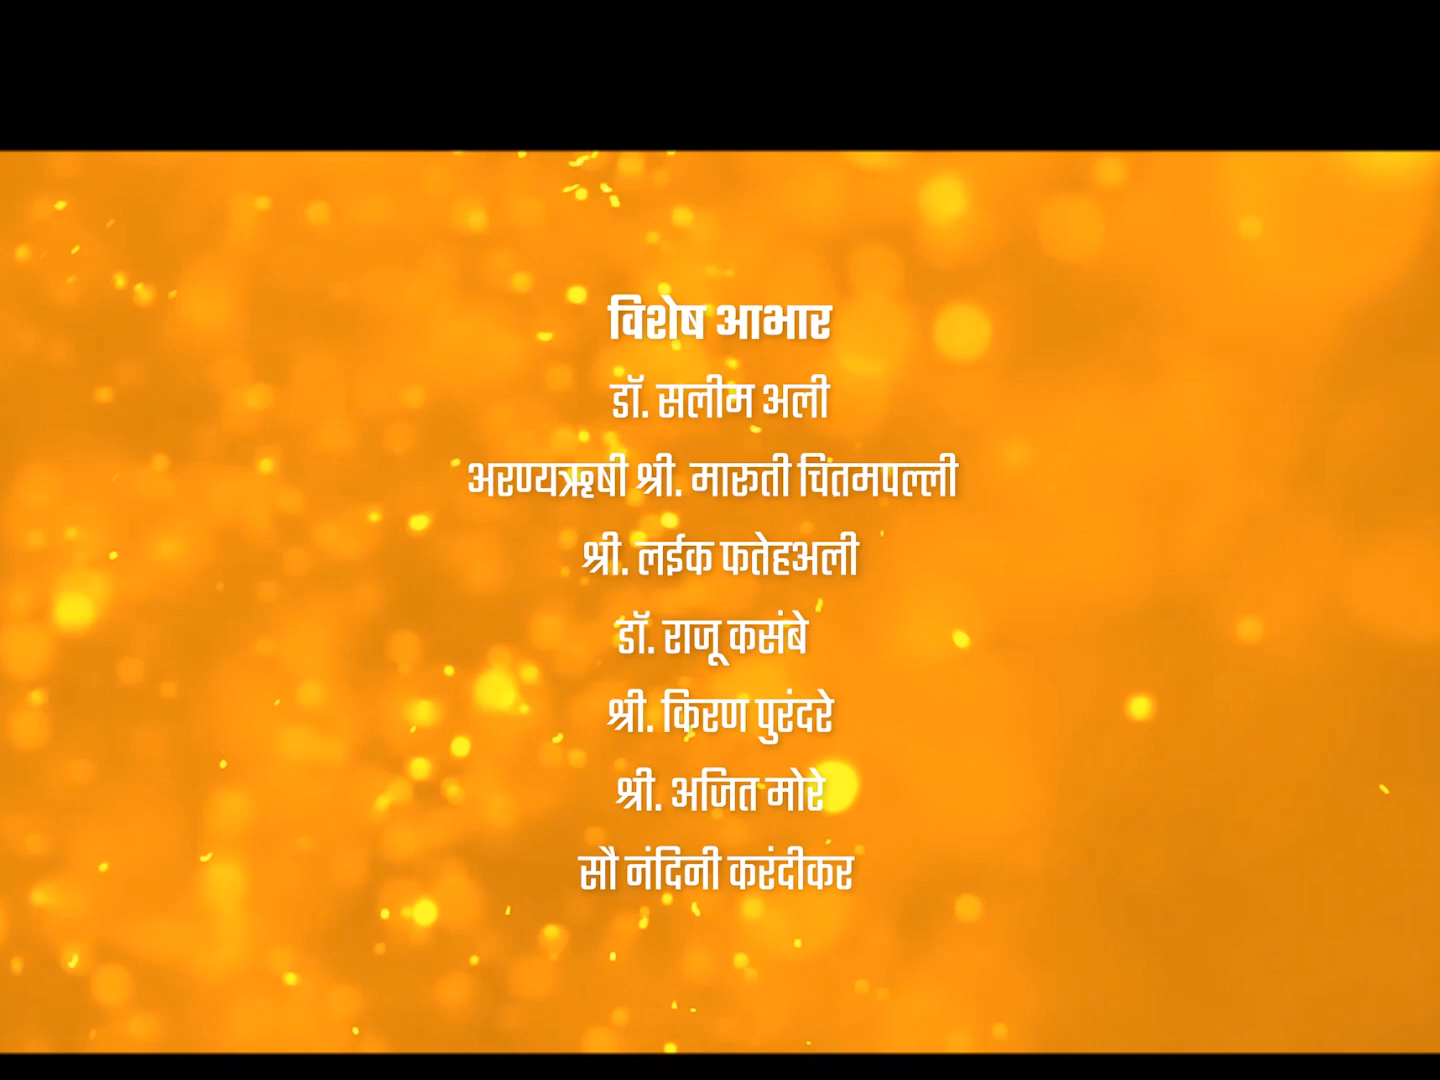 विशेष आभार
डॉ. सलीम अली
अरण्यऋषी श्री. मारूती चितमपल्ली
श्री. लईक फतेहअली
डॉ. राजू कसंबे
श्री. किरण पुरंदरे
श्री. अजित मोरे
सौ नंदिनी करंदीकर